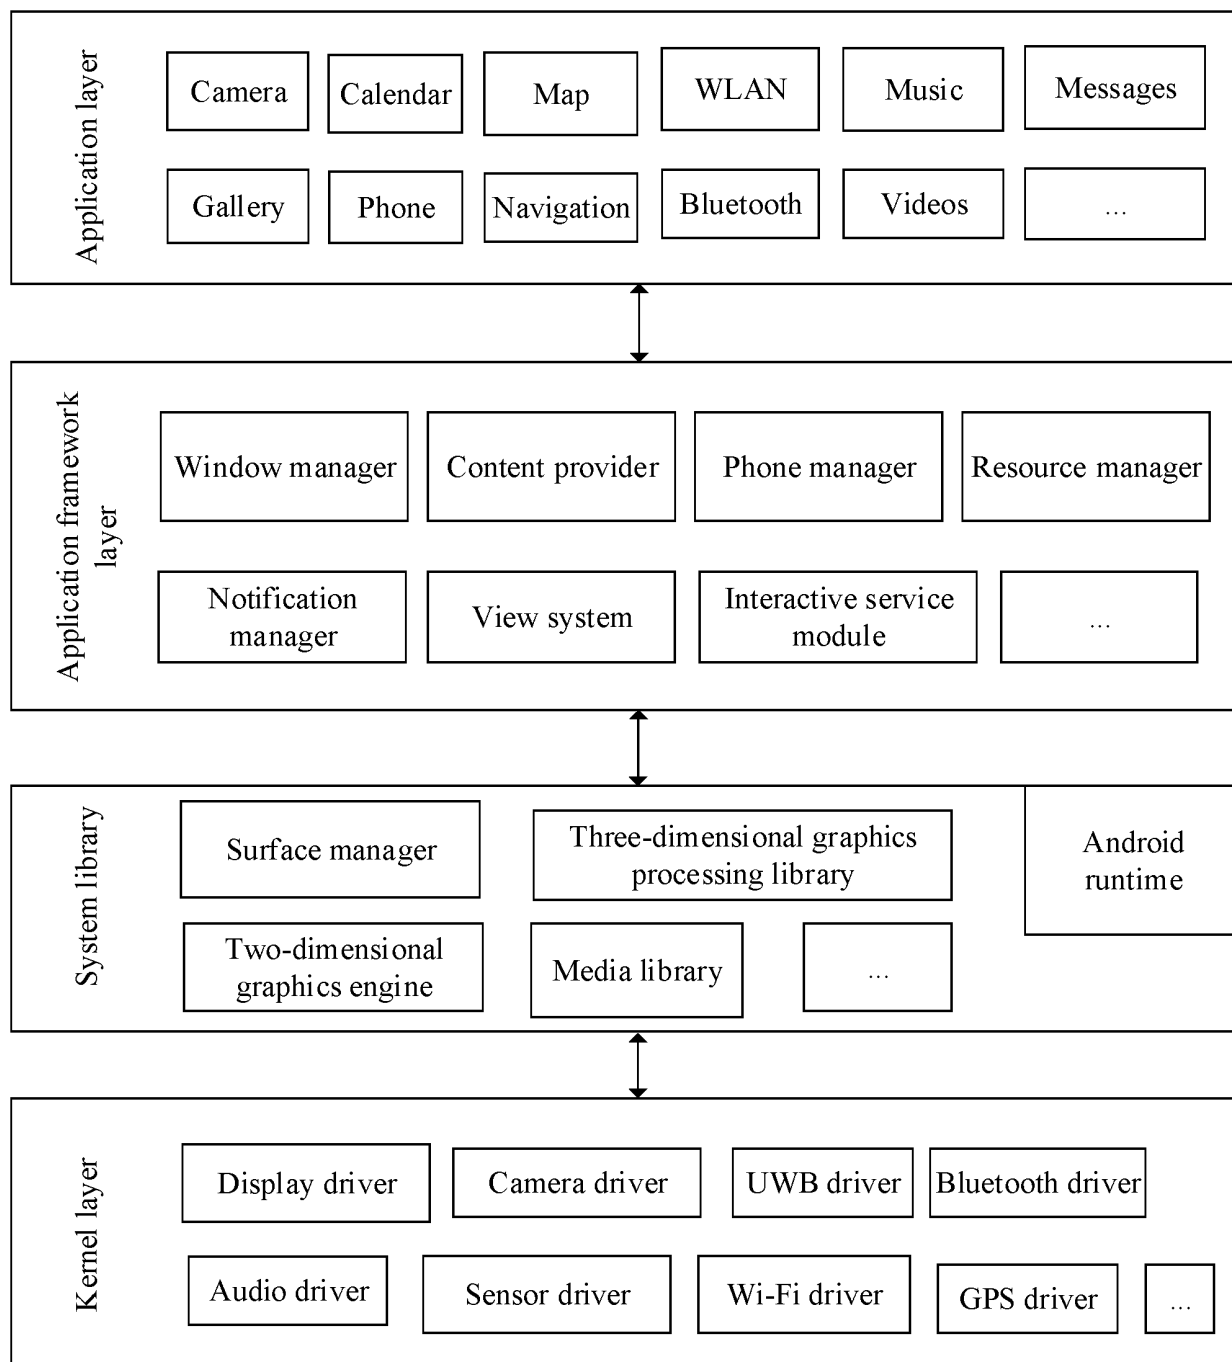 Application layer
Camera
Calendar
Map
WLAN
Music
Messages
Gallery
Phone
Navigation
Bluetooth
Videos
...
Application framework
layer
Window manager
Content provider
Phone manager
Resource manager
Notification
manager
View system
Interactive service
module
...
System library
Surface manager
Three-dimensional graphics
processing library
Android
runtime
Two-dimensional
graphics engine
Media library
...
Kernel layer
Display driver
Camera driver
UWB driver
Bluetooth driver
Audio driver
Sensor driver
Wi-Fi driver
GPS driver
...